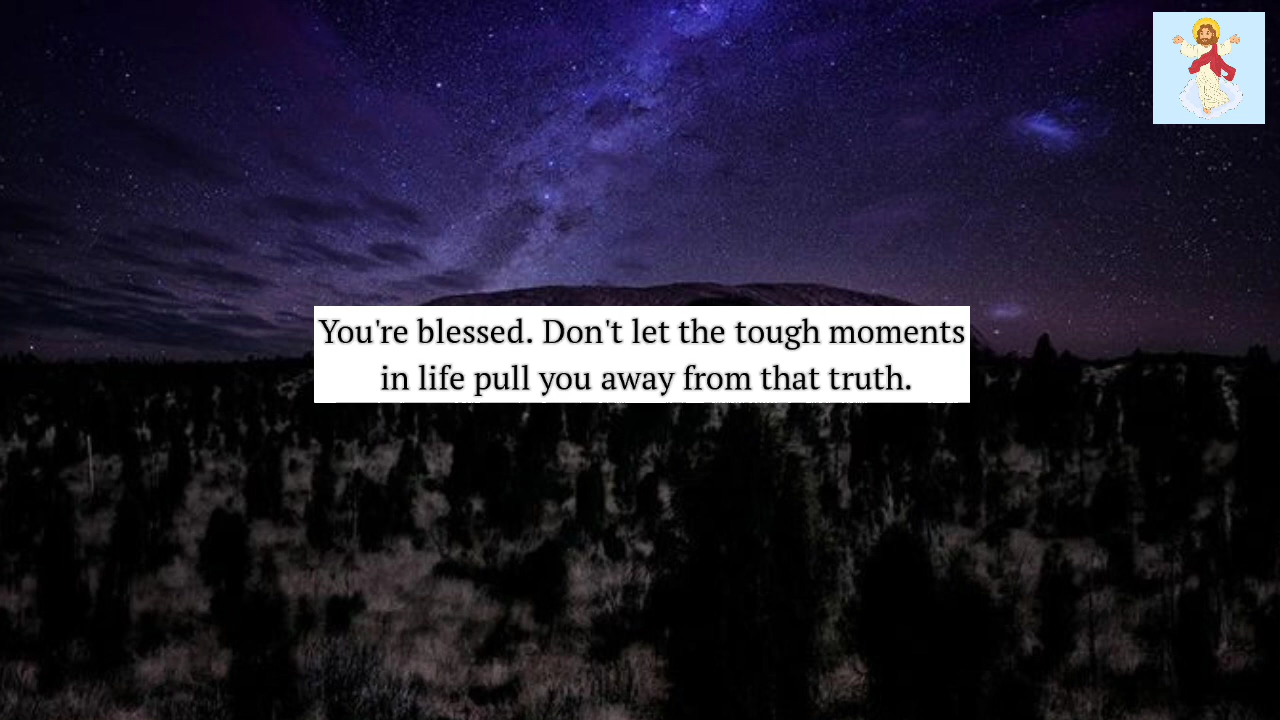 You're blessed. Don't let the tough moments
in life pull you away from that truth.